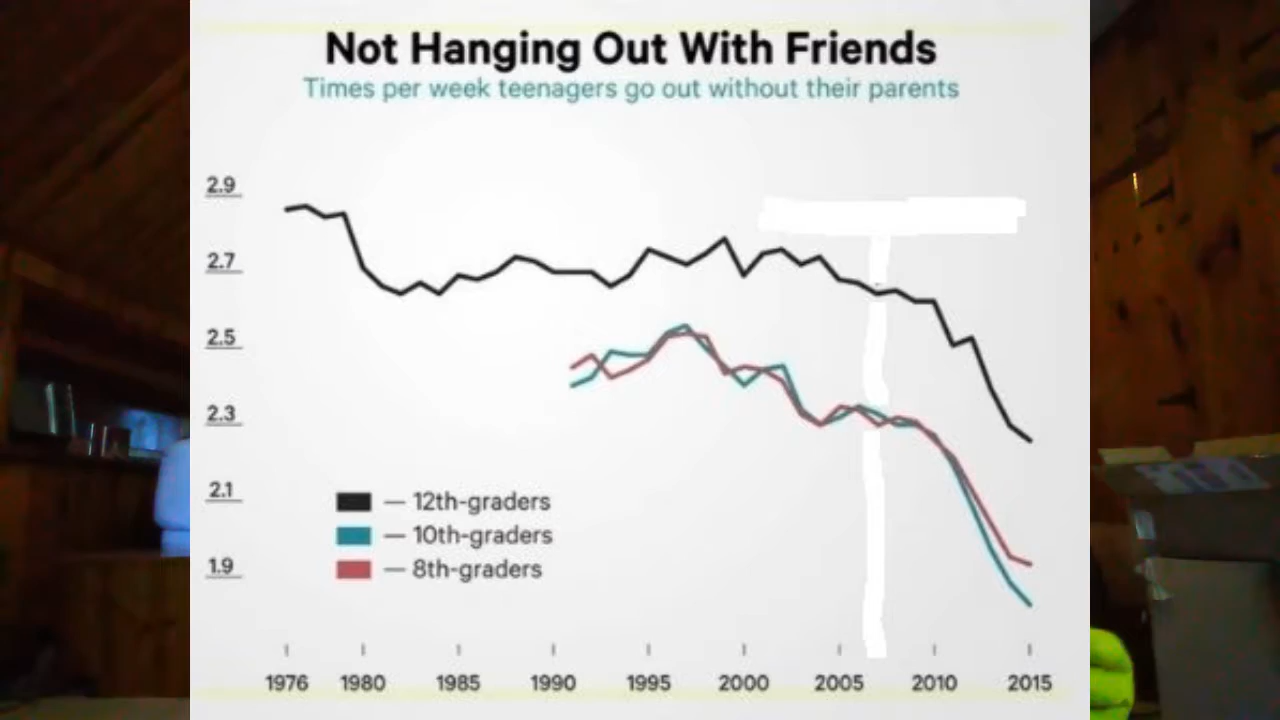 Not Hanging Out With Friends
Times per week teenagers go out without their parents
2.9
2.7
2.5
2.3
2.1
1.9
— 12th-graders
— 10th-graders
— 8th-graders
1976 1980 1985 1990 1995 2000 2005 2010 2015